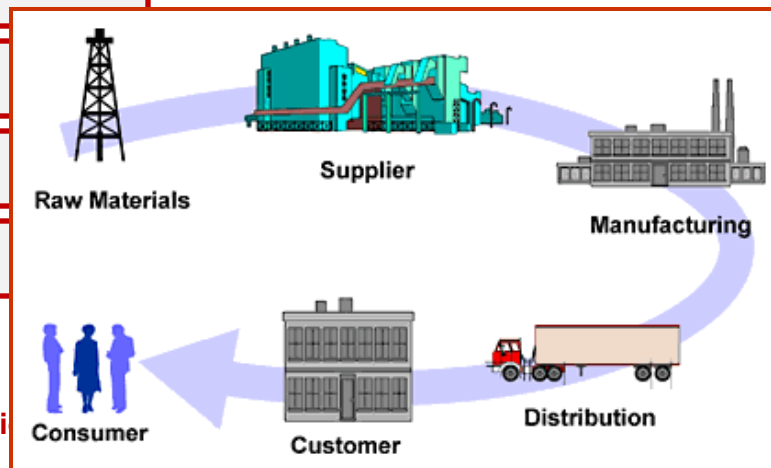 Supplier
Raw Materials
Manufacturing
Distribution
Consumer
Customer